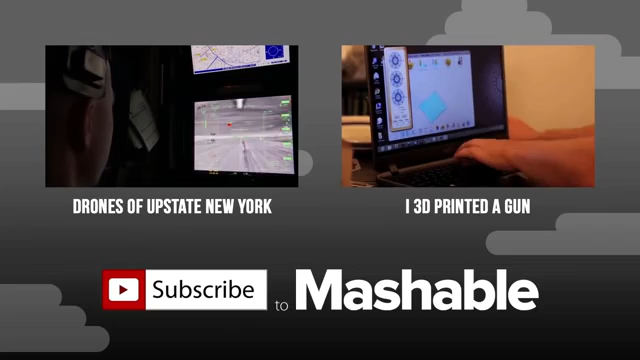 DRONES OF UPSTATE NEW YORK
I 3D PRINTED A GUN
Subscribe to Mashable